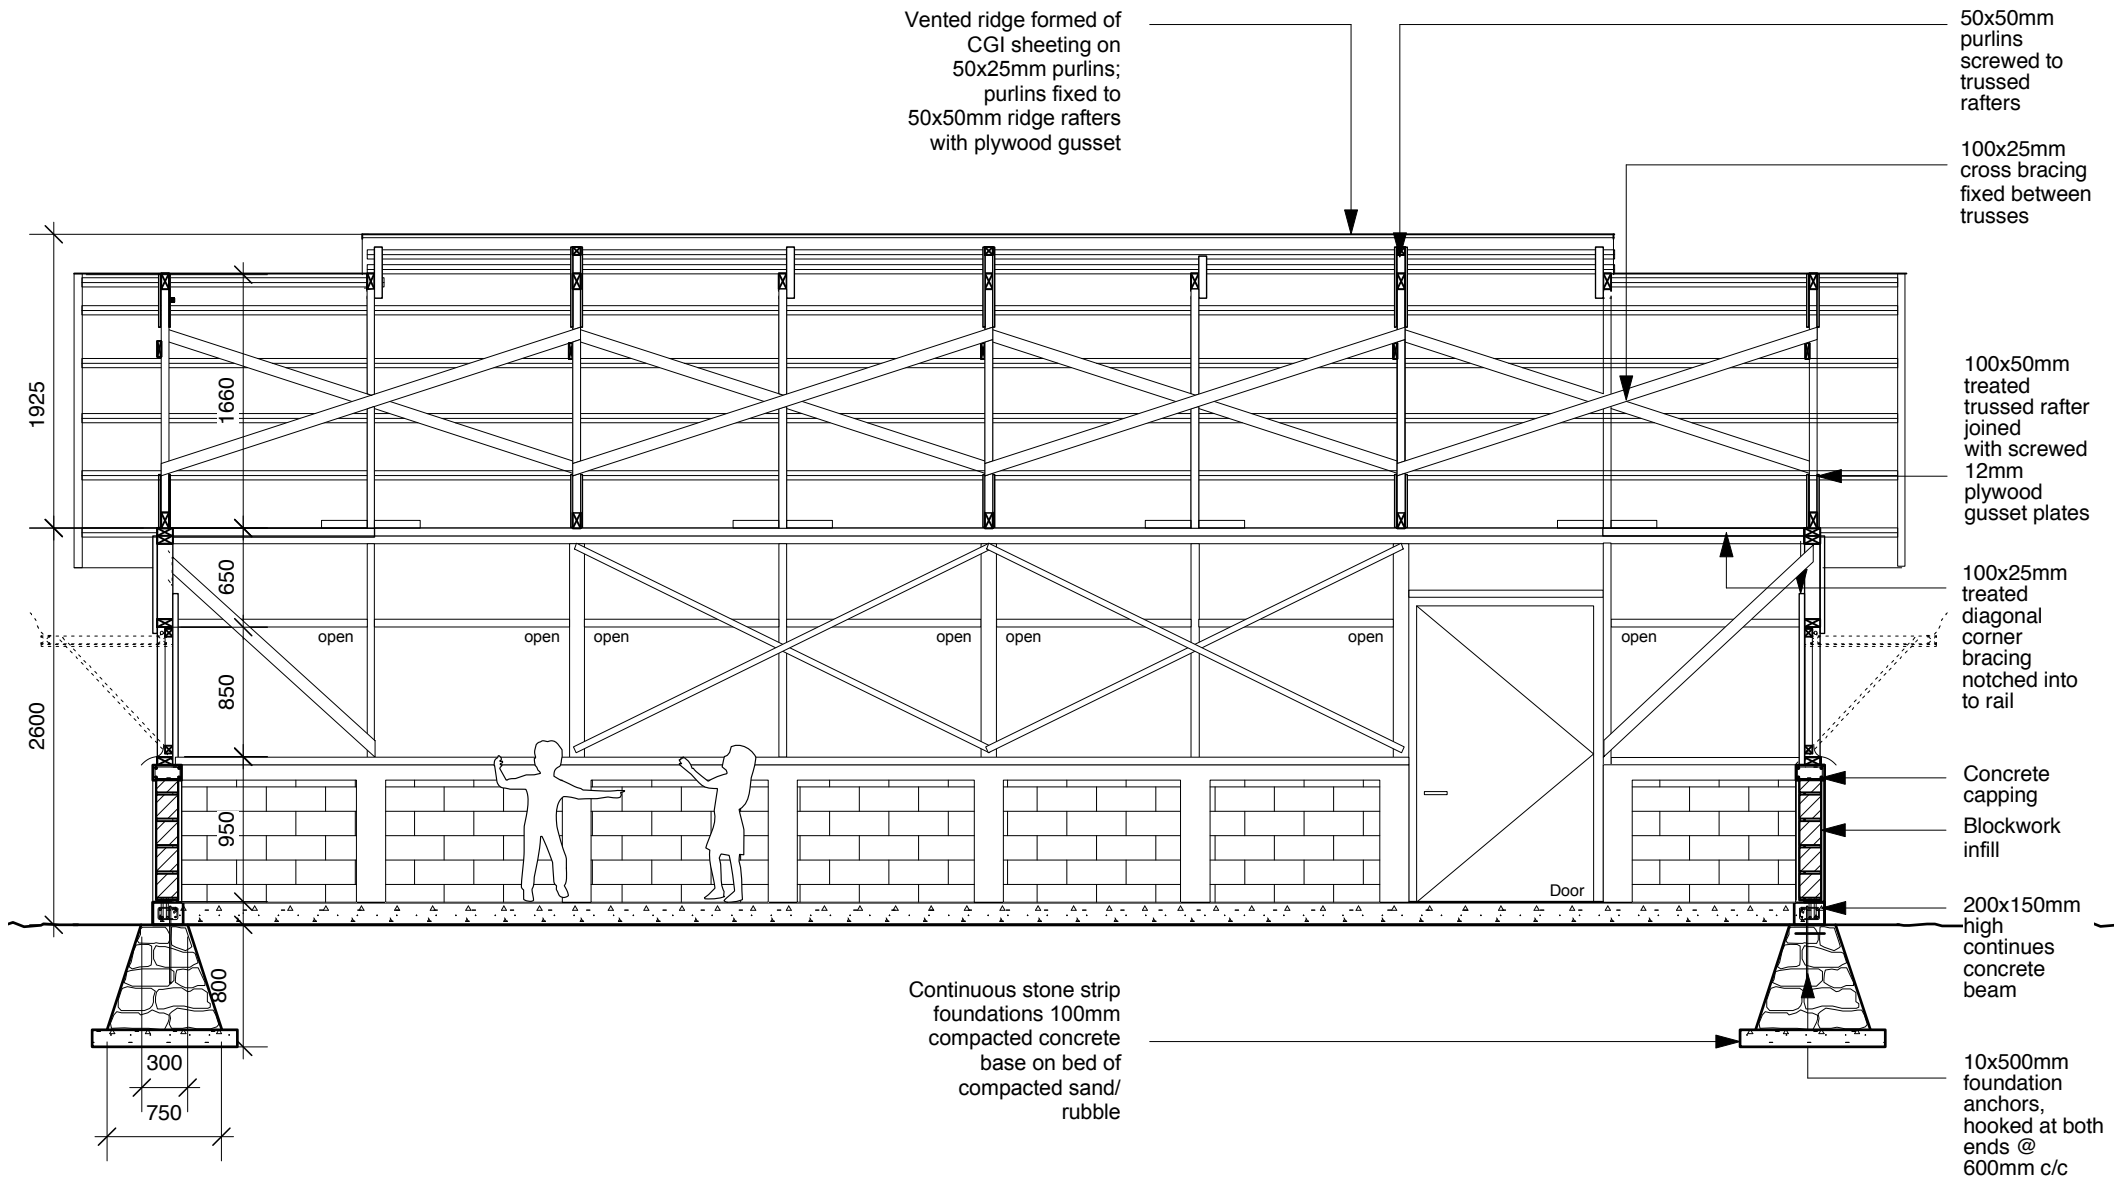 Vented ridge formed of
CGI sheeting on
50x25mm purlins;
purlins fixed to
50x50mm ridge rafters
with plywood gusset
50x50mm
purlins
screwed to
trussed
rafters
100x25mm
cross bracing
fixed between
trusses
1925
1660
100x50mm
treated
trussed rafter
joined
with screwed
12mm
plywood
gusset plates
650
open
open
open
open
open
open
open
100x25mm
treated
diagonal
corner
bracing
notched into
to rail
2600
850
950
Door
Concrete
capping
Blockwork
infill
200x150mm
high
continues
concrete
beam
800
300
750
Continuous stone strip
foundations 100mm
compacted concrete
base on bed of
compacted sand/
rubble
10x500mm
foundation
anchors,
hooked at both
ends @
600mm c/c